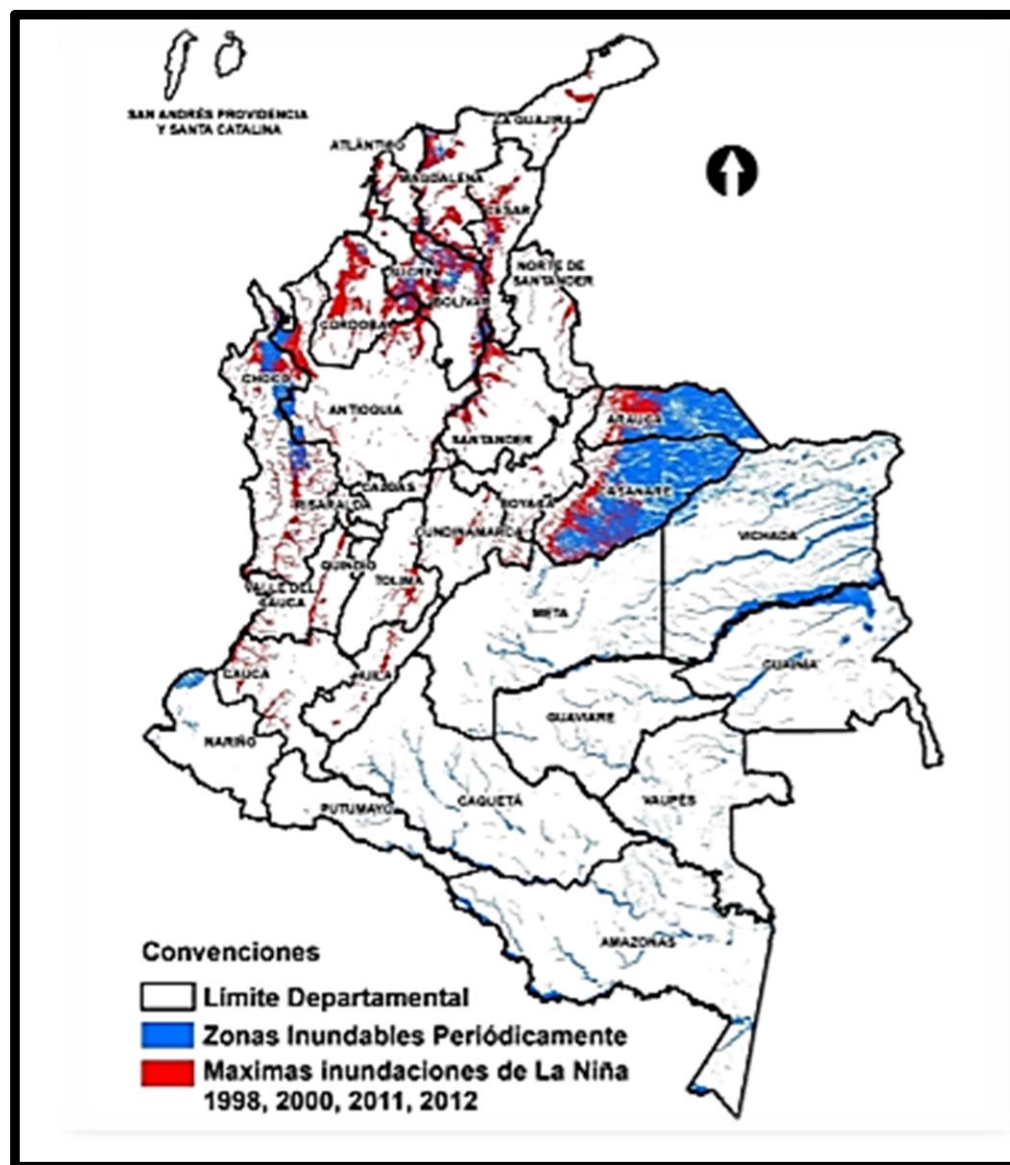 SAN ANDRÉS PROVIDENCIA
Y SANTA CATALINA
LA GUAJIRA
ATLÁNTICO
MAGDALENA
CESAR
NORTE DE
SANTANDER
SUCRE
BOLÍVAR
CÓRDOBA
CHOCÓ
ANTIOQUIA
ARAUCA
SANTANDER
CASANARE
CALDAS
BOYACÁ
RISARALDA
CUNDINAMARCA
VICHADA
QUINDIO
TOLIMA
VALLE DEL
CAUCA
META
GUAINÍA
CAUCA
HUILA
GUAVIARE
NARIÑO
CAQUETÁ
VAUPÉS
PUTUMAYO
AMAZONAS
Convenciones
Límite Departamental
Zonas Inundables Periódicamente
Maximas inundaciones de La Niña
1998, 2000, 2011, 2012